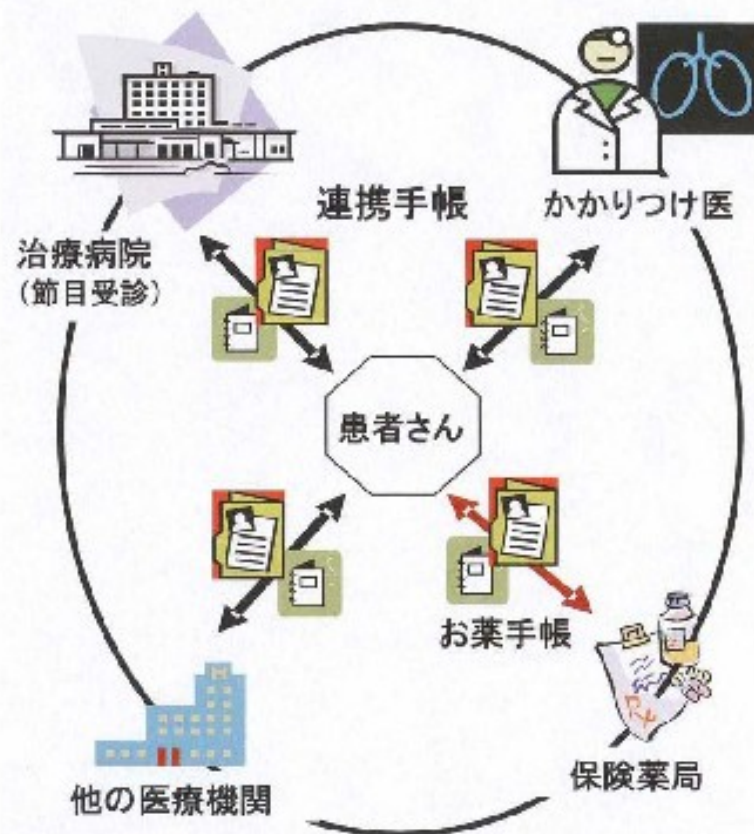 連携手帳
かかりつけ医
治療病院
（節目受診）
患者さん
お薬手帳
保険薬局
他の医療機関